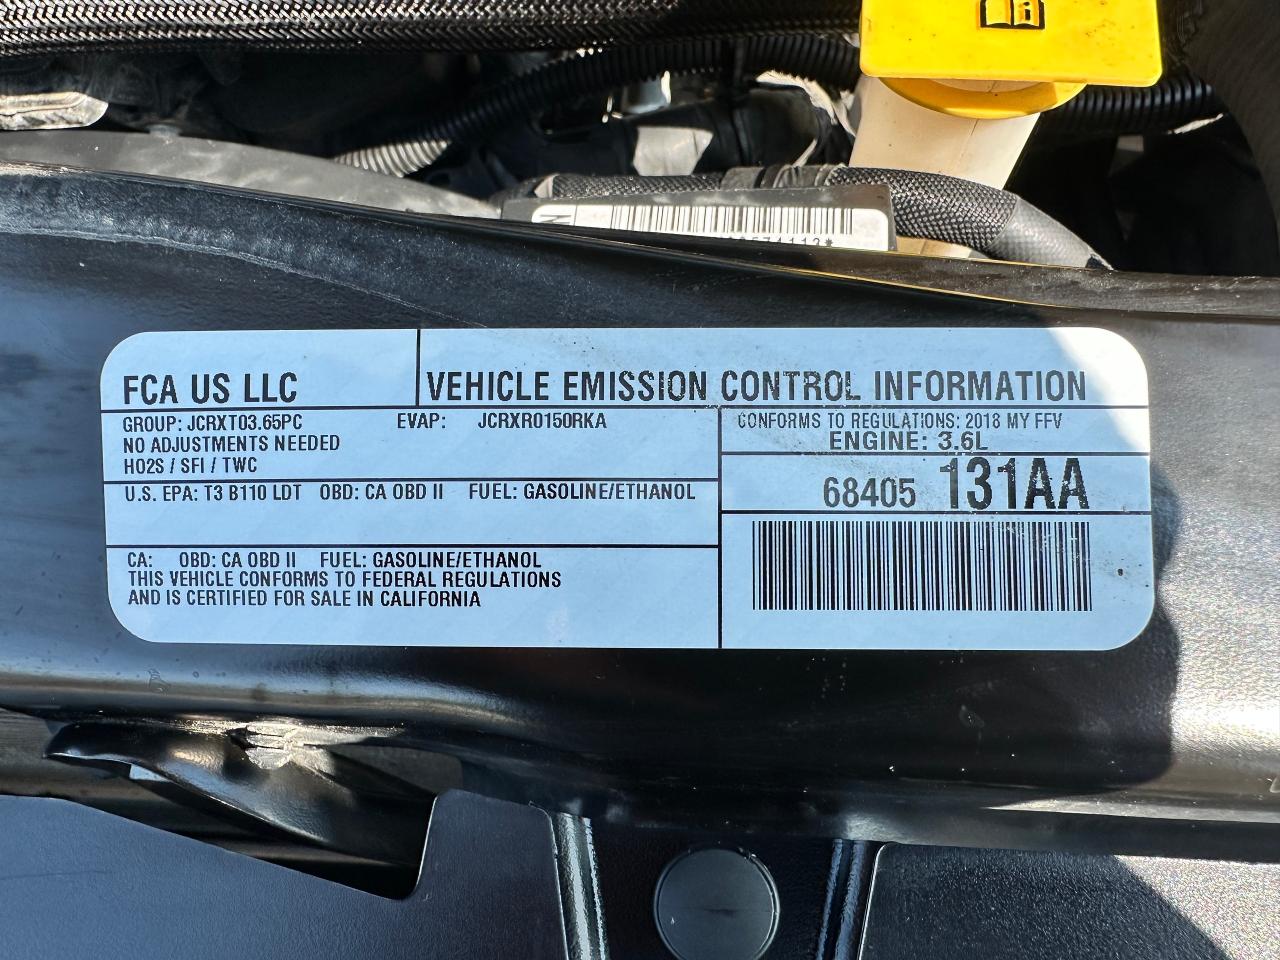 N
FCA US LLC
VEHICLE EMISSION CONTROL INFORMATION
GROUP: JCRXT03.65PC EVAP: JCRXR0150RKA
NO ADJUSTMENTS NEEDED
HO2S / SFI / TWC
CONFORMS TO REGULATIONS: 2018 MY FFV
ENGINE: 3.6L
U.S. EPA: T3 B110 LDT OBD: CA OBD II FUEL: GASOLINE/ETHANOL
68405 131AA
CA: OBD: CA OBD II FUEL: GASOLINE/ETHANOL
THIS VEHICLE CONFORMS TO FEDERAL REGULATIONS
AND IS CERTIFIED FOR SALE IN CALIFORNIA